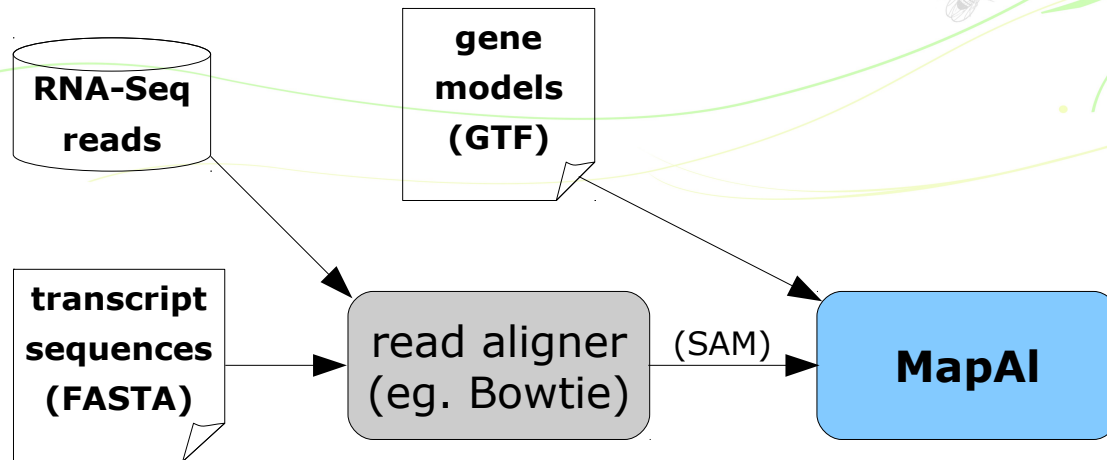 RNA-Seq
reads
gene
models
(GTF)
transcript
sequences
(FASTA)
read aligner
(eg. Bowtie)
(SAM)
MapAl